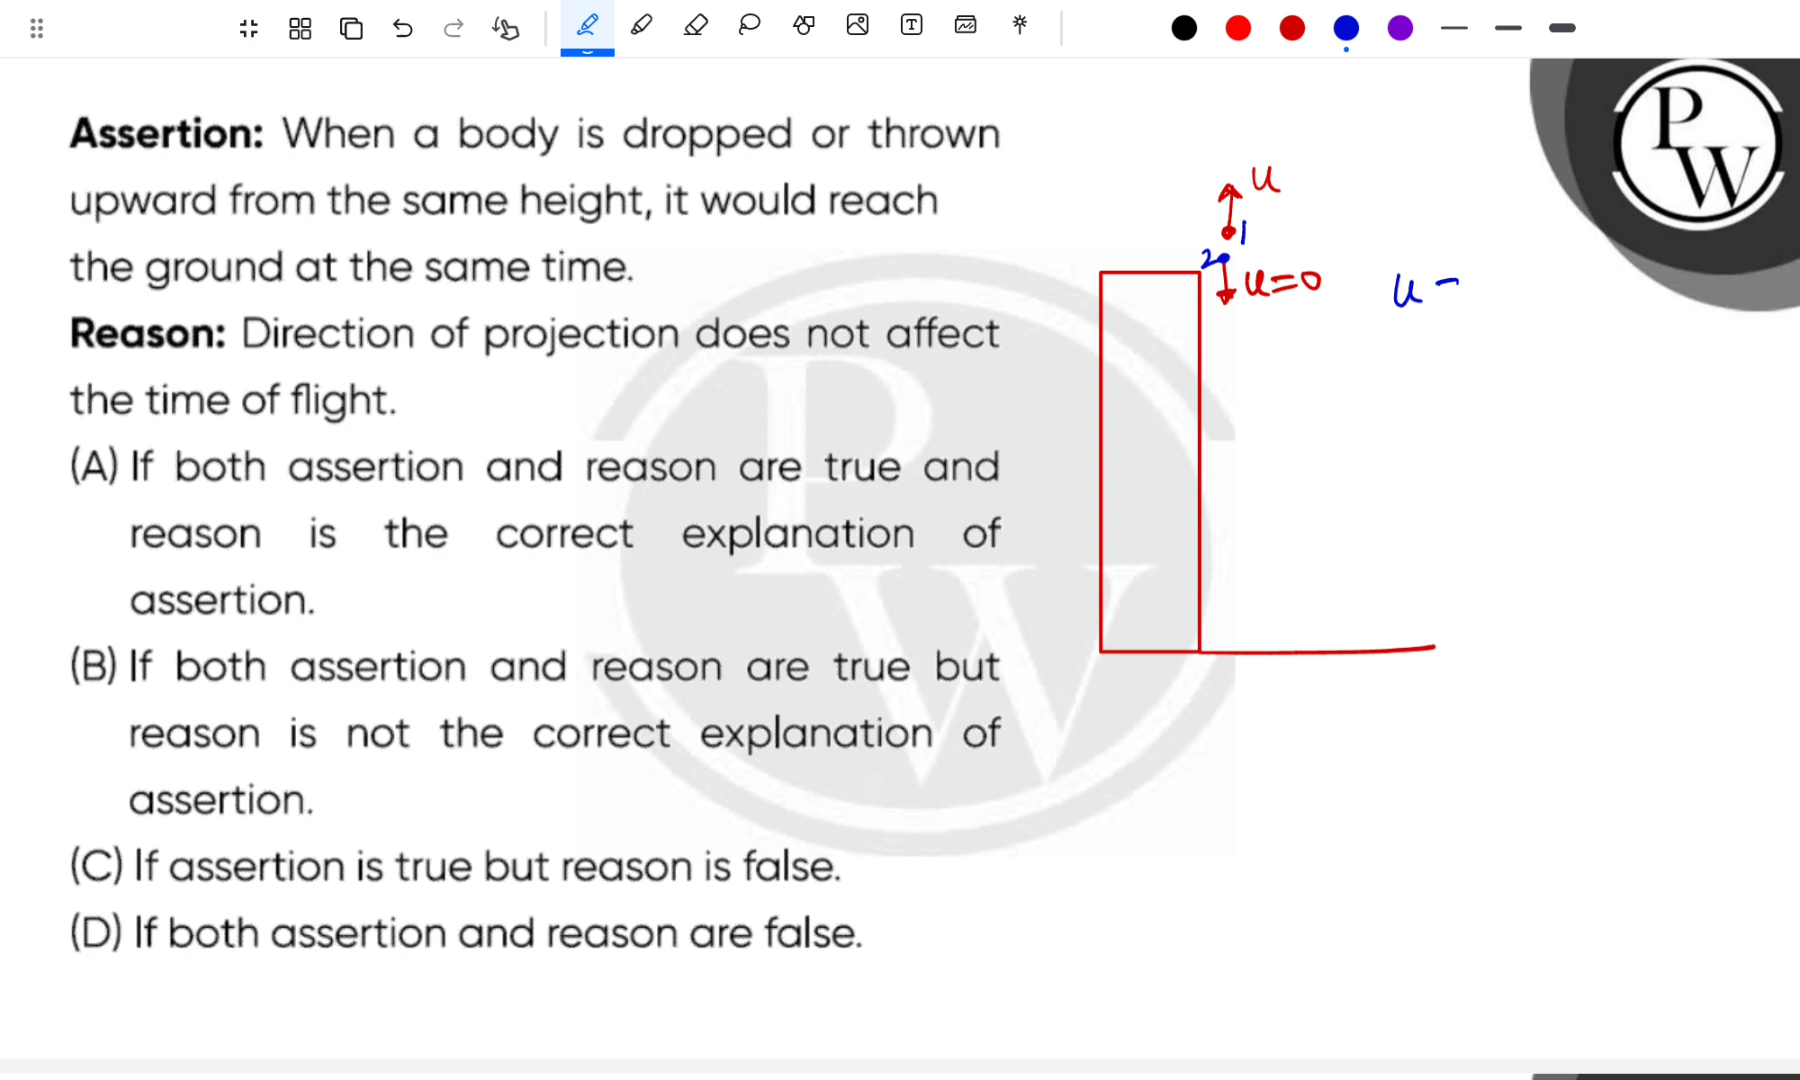 P
W
Assertion: When a body is dropped or thrown
upward from the same height, it would reach
the ground at the same time.
Reason: Direction of projection does not affect
the time of flight.
(A) If both assertion and reason are true and
reason is the correct explanation of
assertion.
(B) If both assertion and reason are true but
reason is not the correct explanation of
assertion.
(C) If assertion is true but reason is false.
(D) If both assertion and reason are false.
u
1
2
u=0
u -
P
W